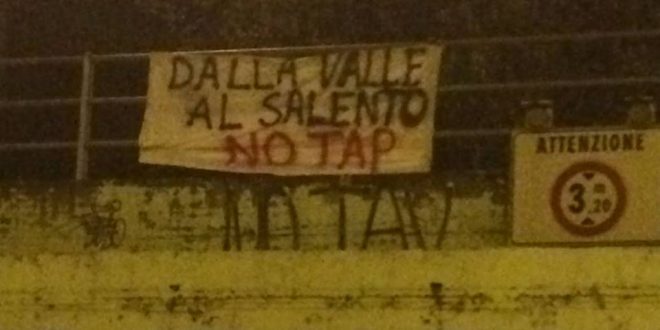 DALLA VALLE
AL SALENTO
NO TAP
NO TAV
ATTENZIONE
3 m ,20